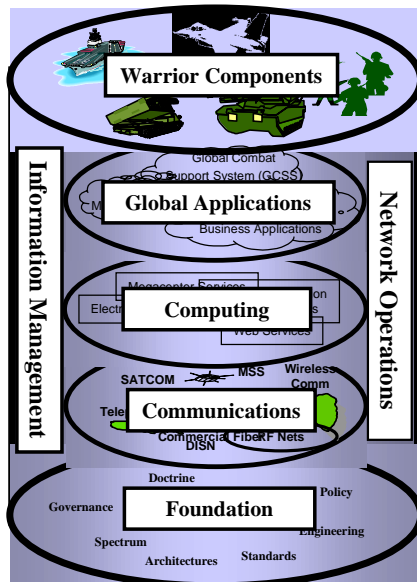 Warrior Components
Information Management
Network Operations
Global Combat
Support System (GCSS)
Global Applications
Business Applications
Megacenter Services
Computing
Web Services
MSS
Wireless
Comm
SATCOM
Communications
Commercial Fiber
RF Nets
DISN
Doctrine
Policy
Governance
Foundation
Engineering
Spectrum
Standards
Architectures